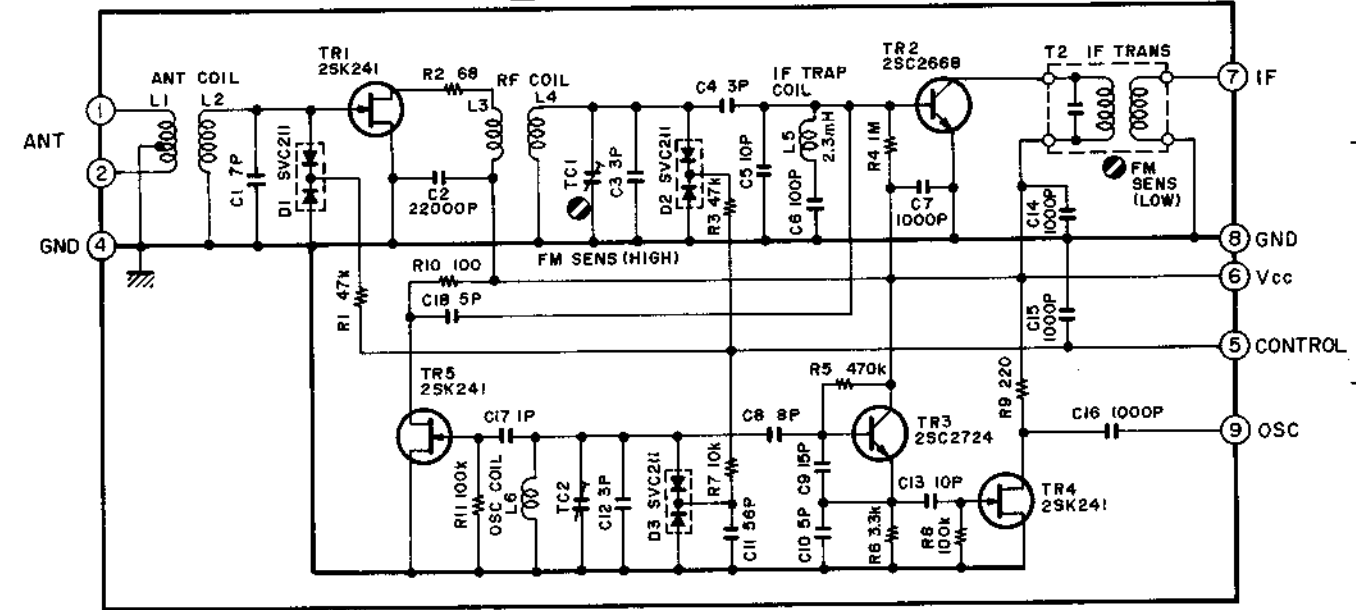 TR1
2SK241
R2 68
RF COIL
L3
L4
ANT COIL
L1
L2
1
ANT
2
GND
4
C1 7P
D1 SVC211
C2
22000P
TC1
C3 3P
D2 SVC211
R3 47k
C4 3P
C5 10P
IF TRAP
COIL
L5
2.3mH
C6 100P
TR2
2SC2668
R4 1M
C7
1000P
T2 IF TRANS
7
IF
FM
SENS
(LOW)
C14
1000P
8
GND
FM SENS (HIGH)
6
Vcc
R10 100
C18 5P
R1 47k
C15
1000P
5
CONTROL
TR5
2SK241
R5 470k
R9 220
C16 1000P
9
OSC
C17 1P
C8 8P
TR3
2SC2724
R11 100k
OSC COIL
L6
TC2
C12 3P
D3 SVC211
R7 10k
C11 56P
C9 15P
C10 5P
R6 3.3k
C13 10P
R8
100k
TR4
2SK241